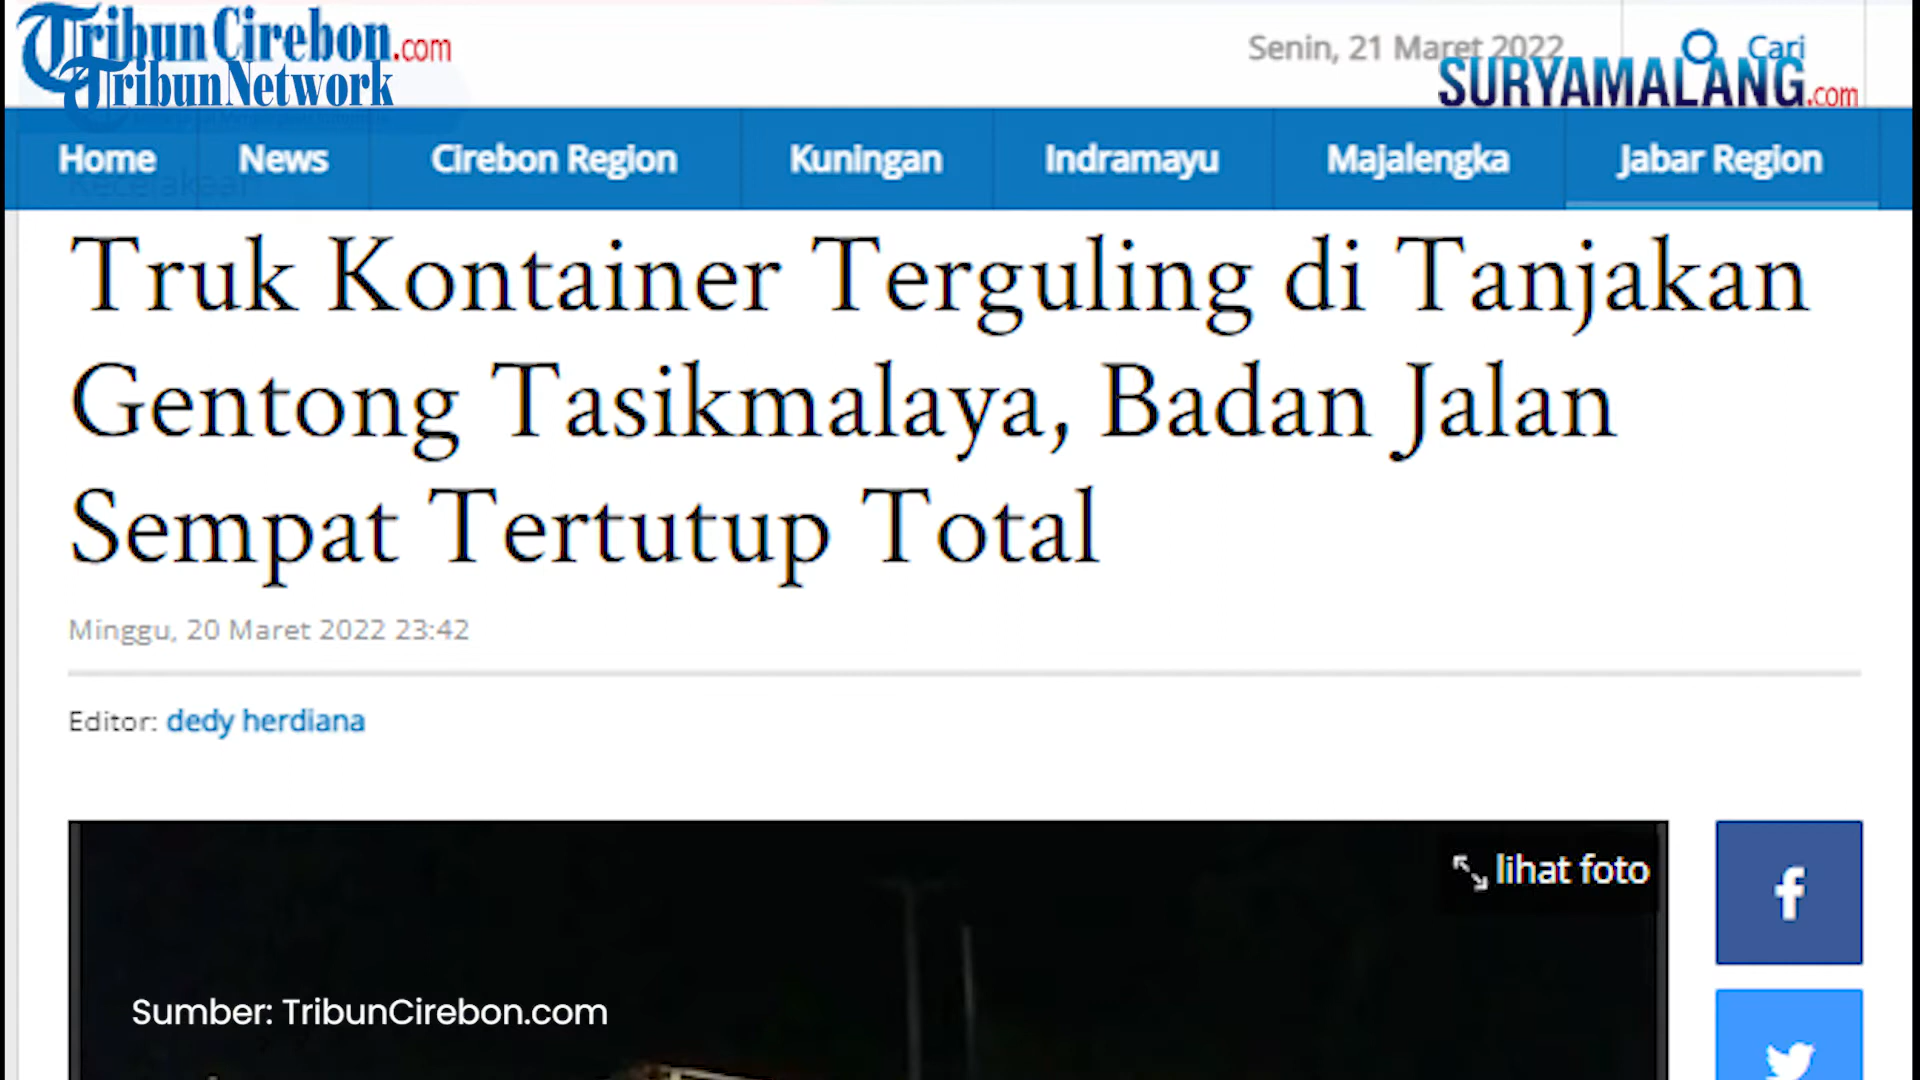 TribunCirebon.com
TribunNetwork
Senin, 21 Maret 2022
Cari
SURYAMALANG.com
Home News Cirebon Region Kuningan Indramayu Majalengka Jabar Region
Kecelakaan
Truk Kontainer Terguling di Tanjakan
Gentong Tasikmalaya, Badan Jalan
Sempat Tertutup Total
Minggu, 20 Maret 2022 23:42
Editor: dedy herdiana
lihat foto
Sumber: TribunCirebon.com